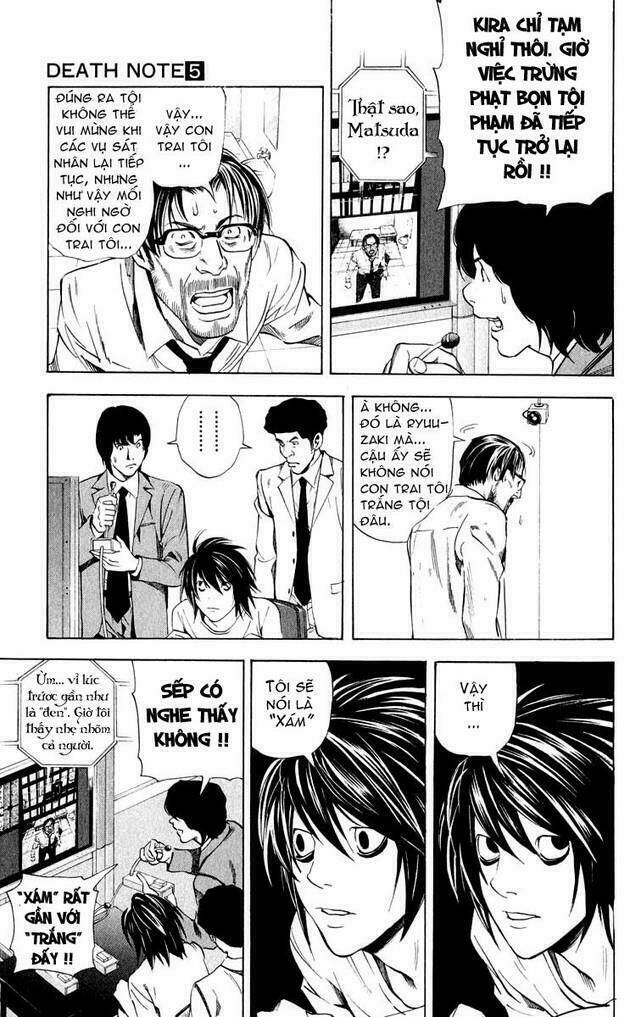 DEATH NOTE 5
KIRA CHỈ TẠM
NGHỈ THÔI. GIỜ
VIỆC TRỪNG
PHẠT BỌN TỘI
PHẠM ĐÃ TIẾP
TỤC TRỞ LẠI
RỒI !!
Thật sao,
Matsuda
!?
VẬY...
VẬY CON
TRAI TÔI
...
ĐÚNG RA TÔI
KHÔNG THỂ
VUI MỪNG KHI
CÁC VỤ SÁT
NHÂN LẠI TIẾP
TỤC, NHƯNG
NHƯ VẬY MỐI
NGHI NGỜ
ĐỐI VỚI CON
TRAI TÔI...
À KHÔNG...
ĐÓ LÀ RYUU-
ZAKI MÀ...
CẬU ẤY SẼ
KHÔNG NÓI
CON TRAI TÔI
TRẮNG TỘI
ĐÂU.
......
VẬY
THÌ
...
TÔI SẼ
NÓI LÀ
"XÁM"
SẾP CÓ
NGHE THẤY
KHÔNG !!
Ừm... vì lúc
trước gần như
là "đen". Giờ tôi
thấy nhẹ nhõm
cả người.
"XÁM" RẤT
GẦN VỚI
"TRẮNG"
ĐẤY !!